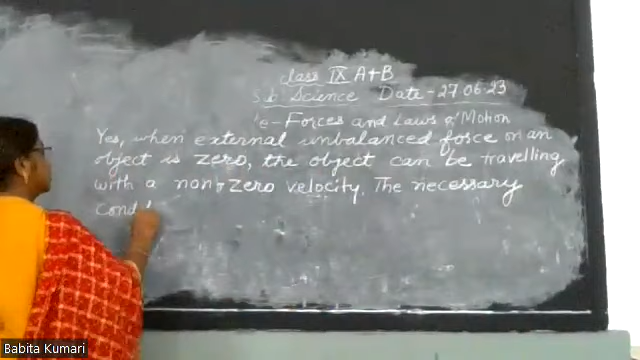 class IX A+B
Sub Science Date - 27 06.23
Forces and Laws of Motion
Yes, when external unbalanced force on an
object is zero, the object can be travelling
with a non-zero velocity. The necessary
cond
Babita Kumari